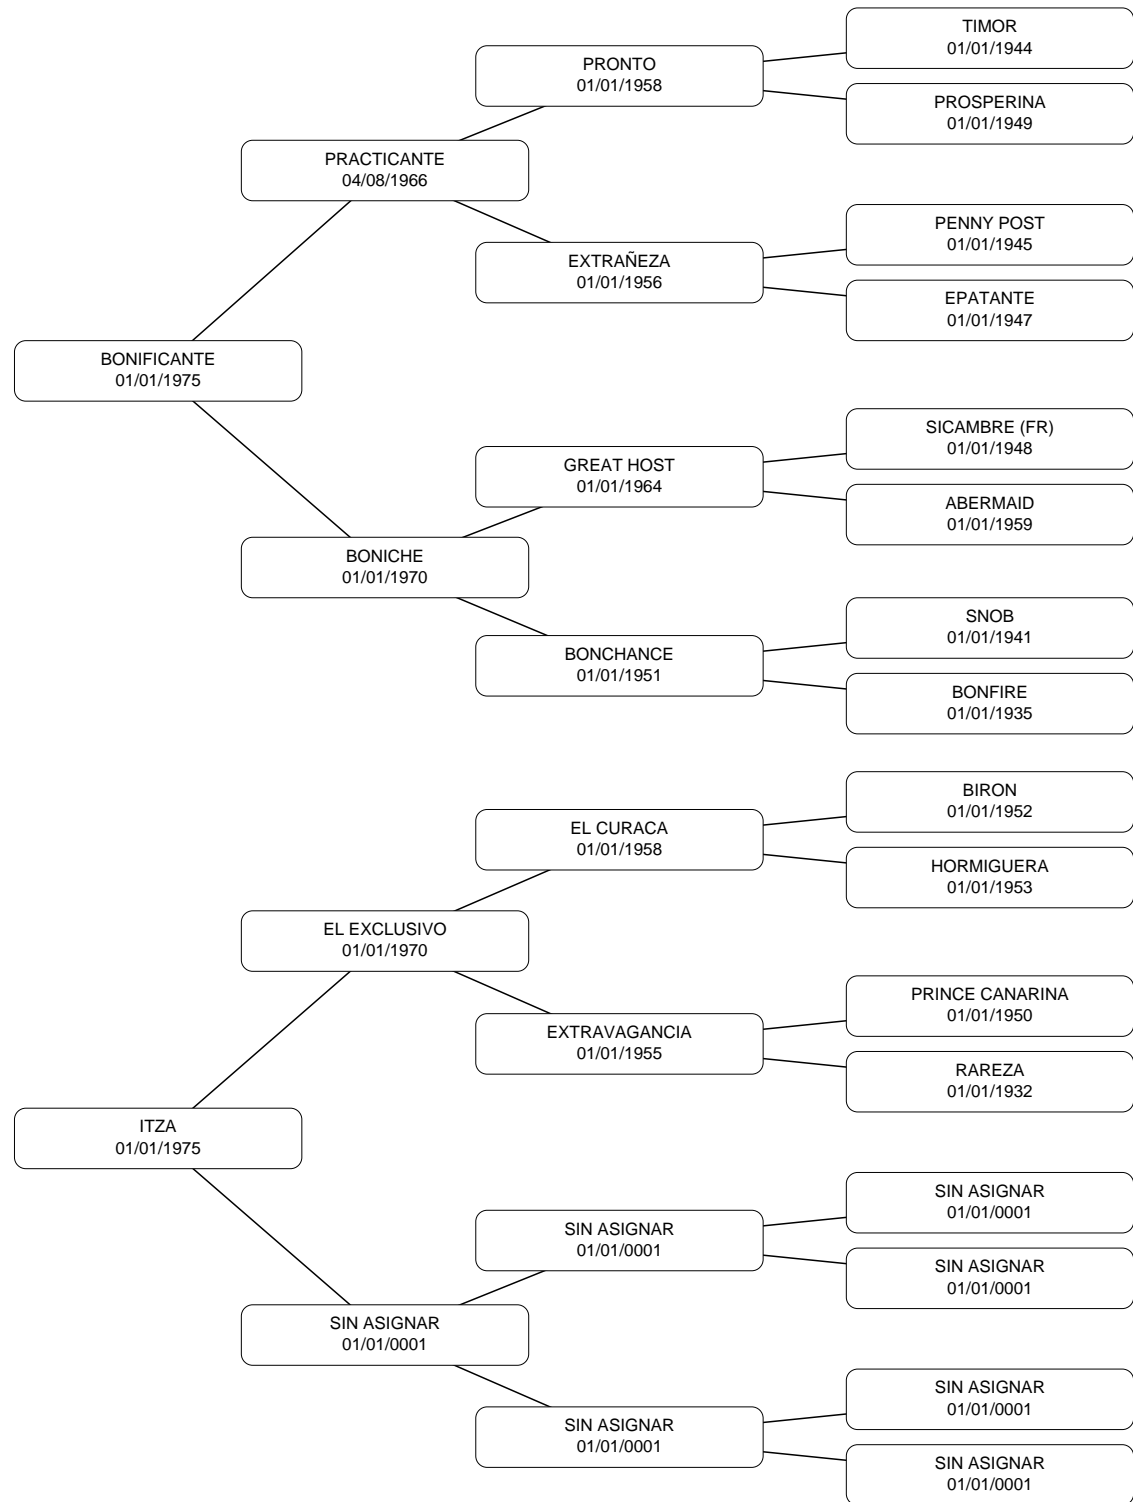 TIMOR
01/01/1944
PRONTO
01/01/1958
PROSPERINA
01/01/1949
PRACTICANTE
04/08/1966
PENNY POST
01/01/1945
EXTRAÑEZA
01/01/1956
EPATANTE
01/01/1947
BONIFICANTE
01/01/1975
SICAMBRE (FR)
01/01/1948
GREAT HOST
01/01/1964
ABERMAID
01/01/1959
BONICHE
01/01/1970
SNOB
01/01/1941
BONCHANCE
01/01/1951
BONFIRE
01/01/1935
BIRON
01/01/1952
EL CURACA
01/01/1958
HORMIGUERA
01/01/1953
EL EXCLUSIVO
01/01/1970
PRINCE CANARINA
01/01/1950
EXTRAVAGANCIA
01/01/1955
RAREZA
01/01/1932
ITZA
01/01/1975
SIN ASIGNAR
01/01/0001
SIN ASIGNAR
01/01/0001
SIN ASIGNAR
01/01/0001
SIN ASIGNAR
01/01/0001
SIN ASIGNAR
01/01/0001
SIN ASIGNAR
01/01/0001
SIN ASIGNAR
01/01/0001